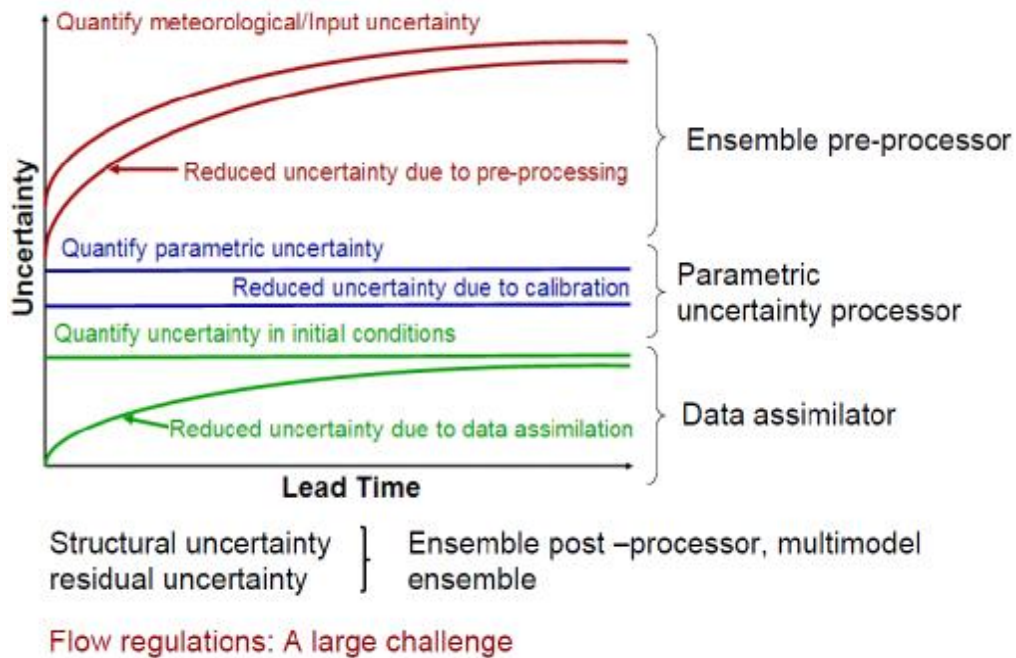 Quantify meteorological/Input uncertainty
Reduced uncertainty due to pre-processing
Ensemble pre-processor
Quantify parametric uncertainty
Reduced uncertainty due to calibration
Parametric
uncertainty processor
Quantify uncertainty in initial conditions
Reduced uncertainty due to data assimilation
Data assimilator
Uncertainty
Lead Time
Structural uncertainty
residual uncertainty
Ensemble post –processor, multimodel
ensemble
Flow regulations: A large challenge